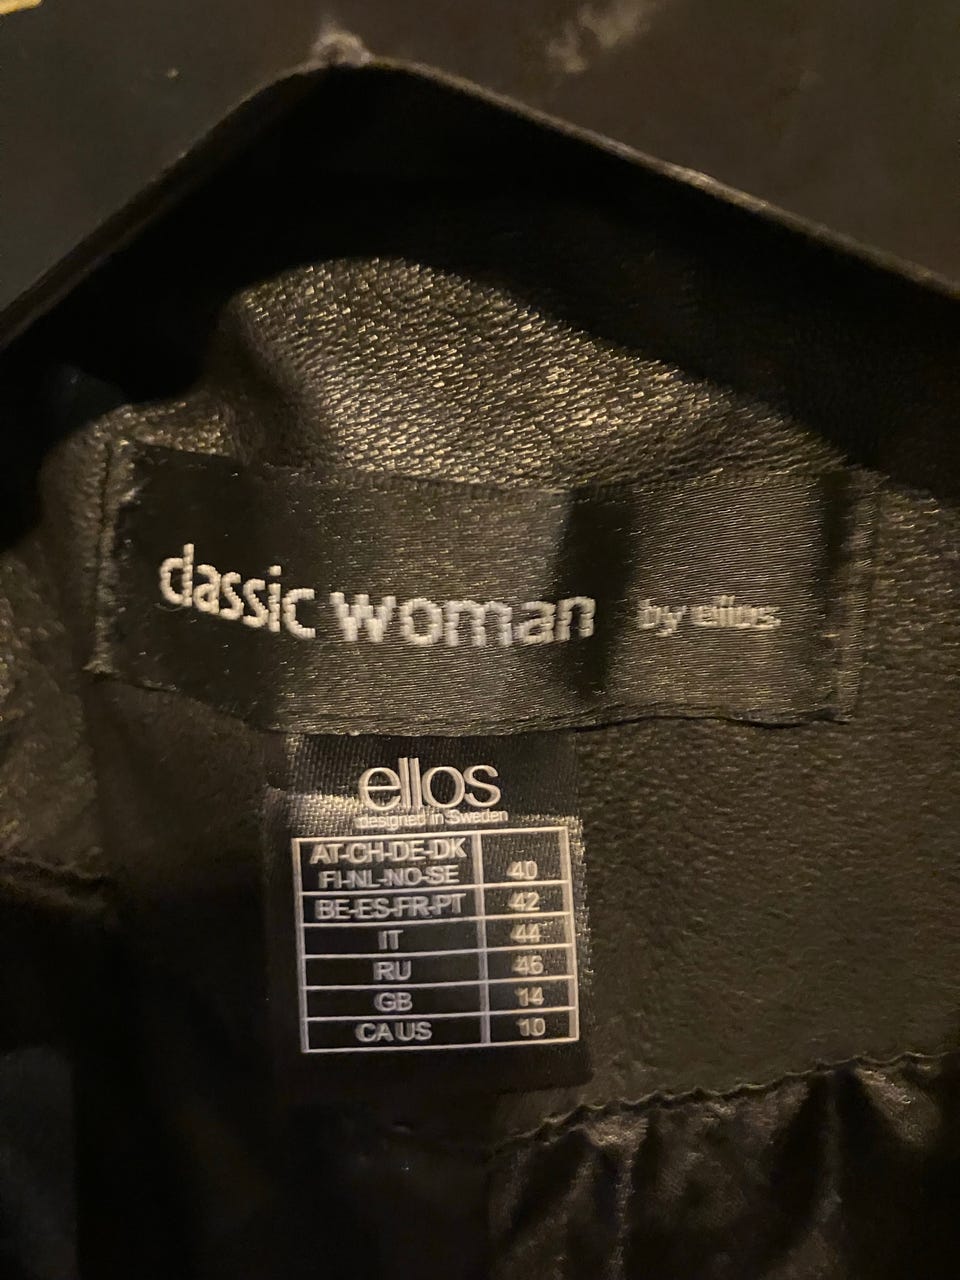 classic woman by ellos
ellos
designed in Sweden
AT-CH-DE-DK
FI-NL-NO-SE 40
BE-ES-FR-PT 42
IT 44
RU 46
GB 14
CA US 10